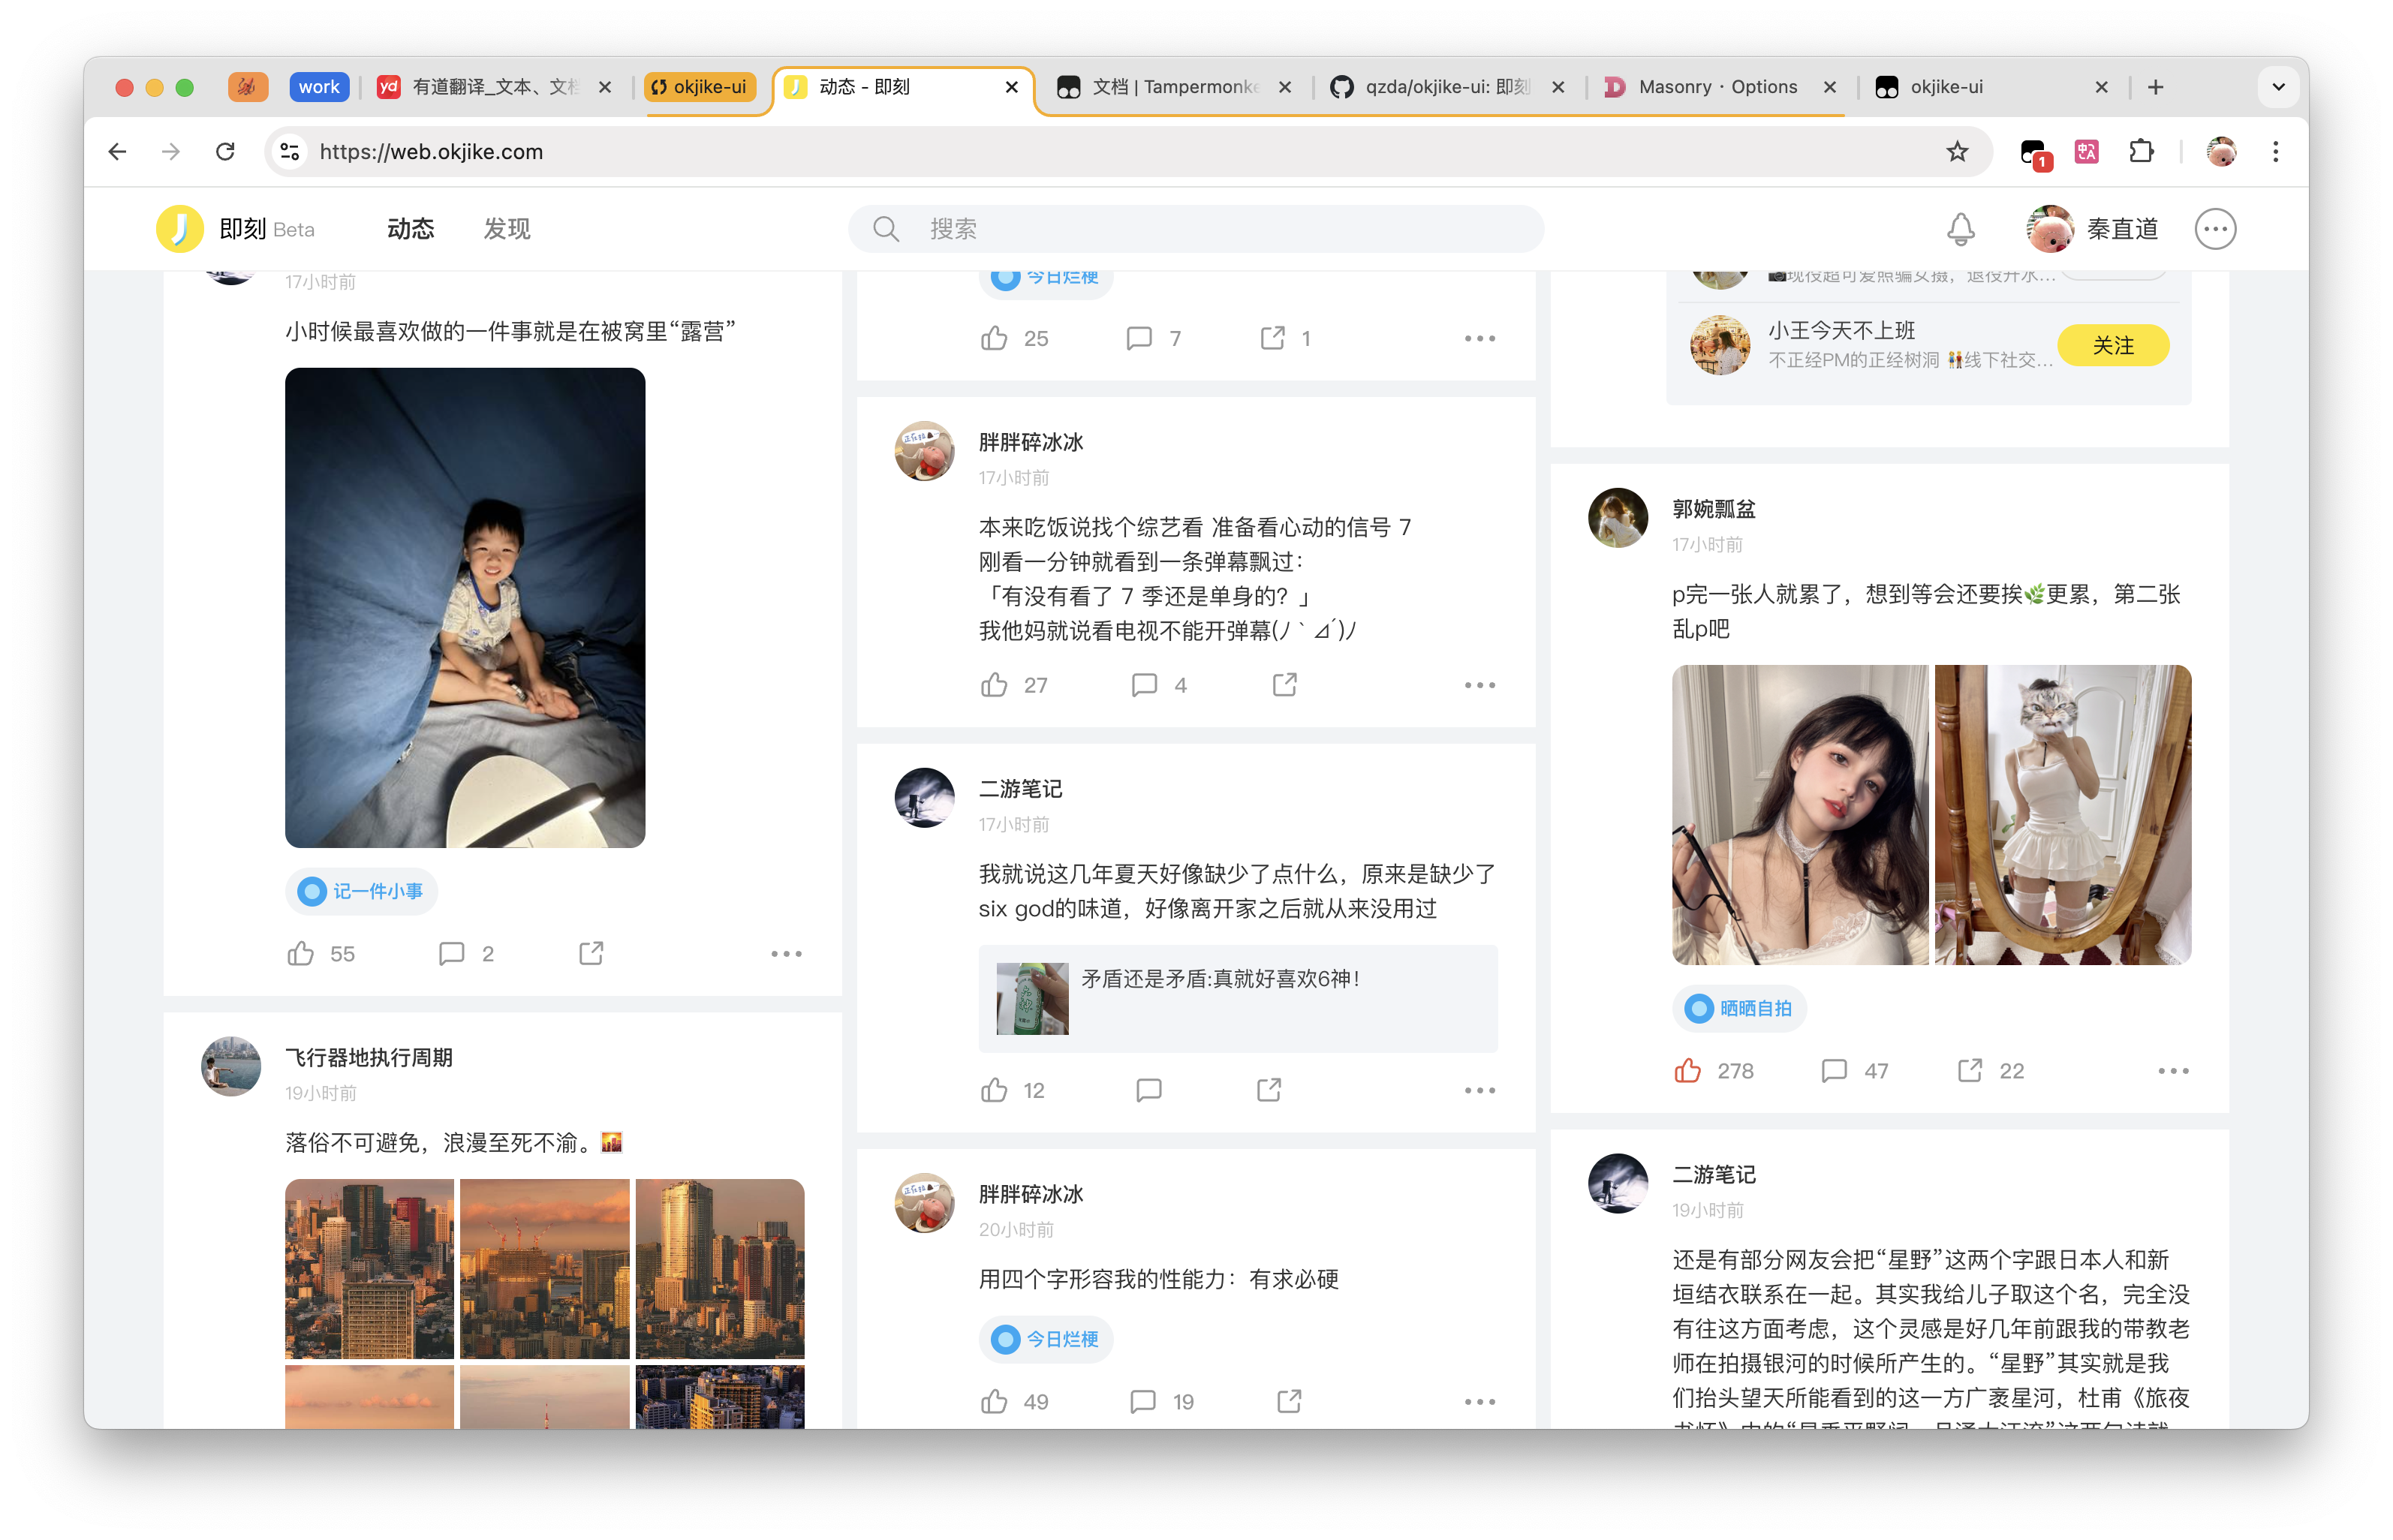 work
有道翻译_文本、文档
okjike-ui
动态 - 即刻
文档 | Tampermonke
qzda/okjike-ui: 即刻
Masonry · Options
okjike-ui
https://web.okjike.com
1
即刻 Beta
动态
发现
搜索
秦直道
17小时前
小时候最喜欢做的一件事就是在被窝里“露营”
记一件小事
55
2
飞行器地执行周期
19小时前
落俗不可避免，浪漫至死不渝。
今日烂梗
25
7
1
胖胖碎冰冰
17小时前
本来吃饭说找个综艺看 准备看心动的信号 7
刚看一分钟就看到一条弹幕飘过：
「有没有看了 7 季还是单身的？」
我他妈就说看电视不能开弹幕(ﾉ｀⊿´)ﾉ
27
4
二游笔记
17小时前
我就说这几年夏天好像缺少了点什么，原来是缺少了
six god的味道，好像离开家之后就从来没用过
矛盾还是矛盾:真就好喜欢6神！
12
胖胖碎冰冰
20小时前
用四个字形容我的性能力：有求必硬
今日烂梗
49
19
现役超可爱照骗女摄，退役开水...
小王今天不上班
不正经PM的正经树洞 线下社交...
关注
郭婉瓢盆
17小时前
p完一张人就累了，想到等会还要挨🌿更累，第二张
乱p吧
晒晒自拍
278
47
22
二游笔记
19小时前
还是有部分网友会把“星野”这两个字跟日本人和新
垣结衣联系在一起。其实我给儿子取这个名，完全没
有往这方面考虑，这个灵感是好几年前跟我的带教老
师在拍摄银河的时候所产生的。“星野”其实就是我
们抬头望天所能看到的这一方广袤星河，杜甫《旅夜